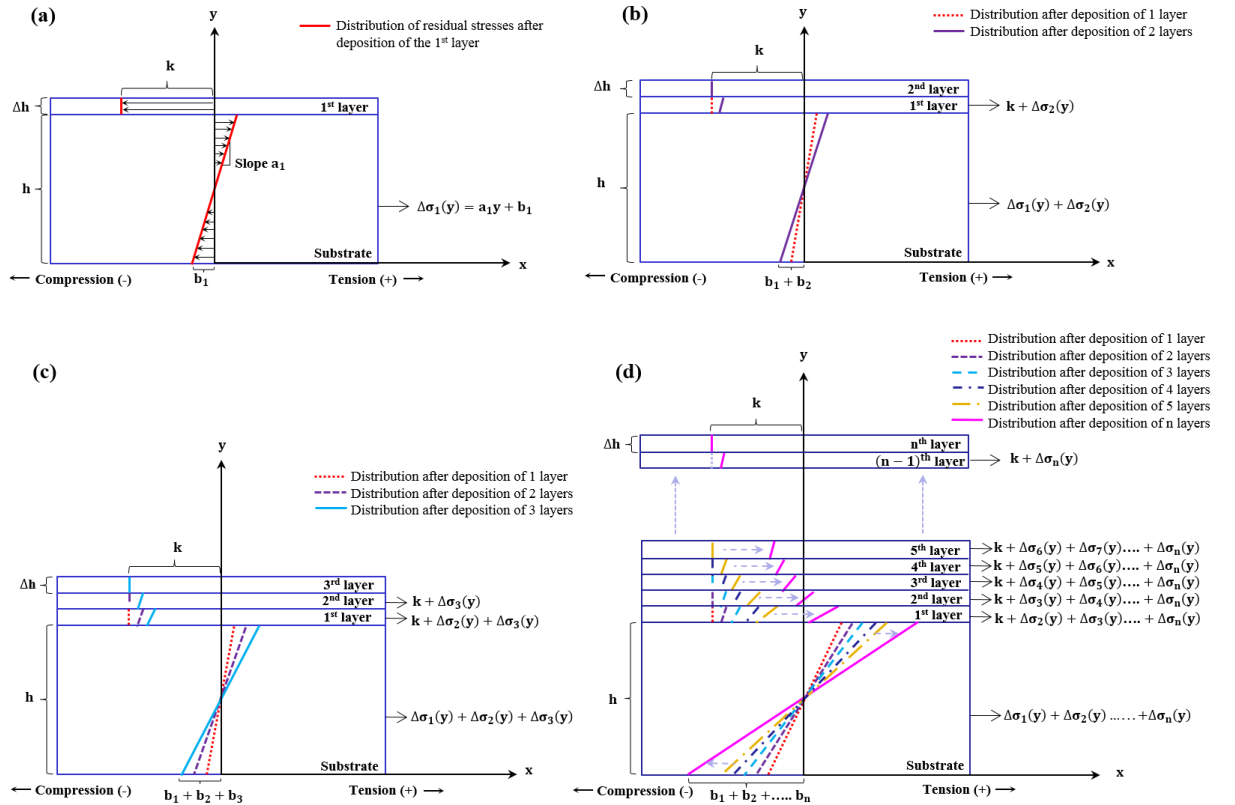 (a)
y
Distribution of residual stresses after
deposition of the 1st layer
k
Δh
1st layer
Slope a₁
h
Δσ₁(y) = a₁y + b₁
Substrate
x
← Compression (-)
b₁
Tension (+) →
(b)
y
Distribution after deposition of 1 layer
Distribution after deposition of 2 layers
k
Δh
2nd layer
1st layer
k + Δσ₂(y)
h
Δσ₁(y) + Δσ₂(y)
Substrate
x
← Compression (-)
b₁ + b₂
Tension (+) →
(c)
y
Distribution after deposition of 1 layer
Distribution after deposition of 2 layers
Distribution after deposition of 3 layers
k
Δh
3rd layer
2nd layer
k + Δσ₃(y)
1st layer
k + Δσ₂(y) + Δσ₃(y)
h
Δσ₁(y) + Δσ₂(y) + Δσ₃(y)
Substrate
x
← Compression (-)
b₁ + b₂ + b₃
Tension (+) →
(d)
y
Distribution after deposition of 1 layer
Distribution after deposition of 2 layers
Distribution after deposition of 3 layers
Distribution after deposition of 4 layers
Distribution after deposition of 5 layers
Distribution after deposition of n layers
k
Δh
nth layer
(n − 1)th layer
k + Δσₙ(y)
5th layer
k + Δσ₆(y) + Δσ₇(y).... + Δσₙ(y)
4th layer
k + Δσ₅(y) + Δσ₆(y).... + Δσₙ(y)
3rd layer
k + Δσ₄(y) + Δσ₅(y).... + Δσₙ(y)
2nd layer
k + Δσ₃(y) + Δσ₄(y).... + Δσₙ(y)
1st layer
k + Δσ₂(y) + Δσ₃(y).... + Δσₙ(y)
h
Δσ₁(y) + Δσ₂(y) ...... +Δσₙ(y)
Substrate
x
← Compression (-)
b₁ + b₂ +..... bₙ
Tension (+) →